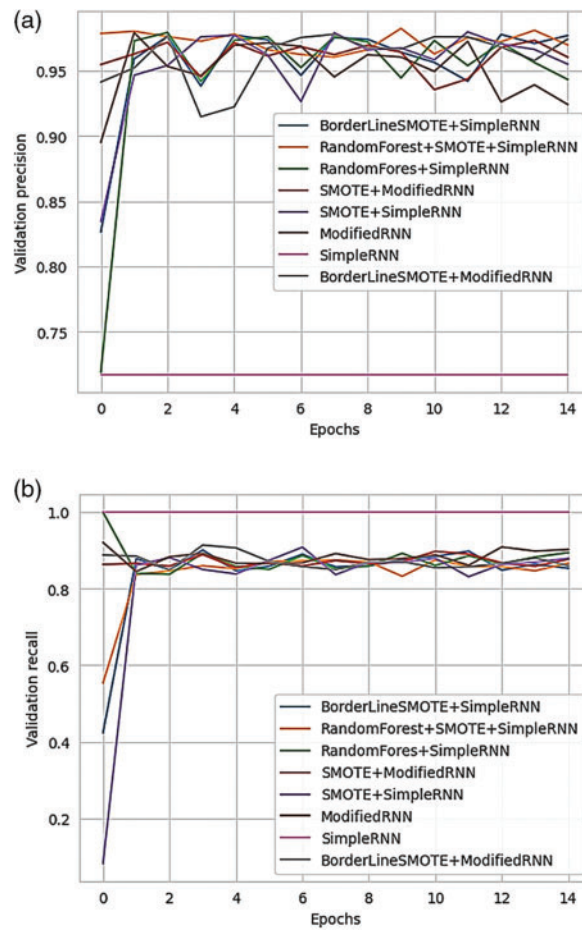 (a)
Validation precision
0.95
0.90
0.85
0.80
0.75
BorderLineSMOTE+SimpleRNN
RandomForest+SMOTE+SimpleRNN
RandomFores+SimpleRNN
SMOTE+ModifiedRNN
SMOTE+SimpleRNN
ModifiedRNN
SimpleRNN
BorderLineSMOTE+ModifiedRNN
0 2 4 6 8 10 12 14
Epochs
(b)
Validation recall
1.0
0.8
0.6
0.4
0.2
BorderLineSMOTE+SimpleRNN
RandomForest+SMOTE+SimpleRNN
RandomFores+SimpleRNN
SMOTE+ModifiedRNN
SMOTE+SimpleRNN
ModifiedRNN
SimpleRNN
BorderLineSMOTE+ModifiedRNN
0 2 4 6 8 10 12 14
Epochs